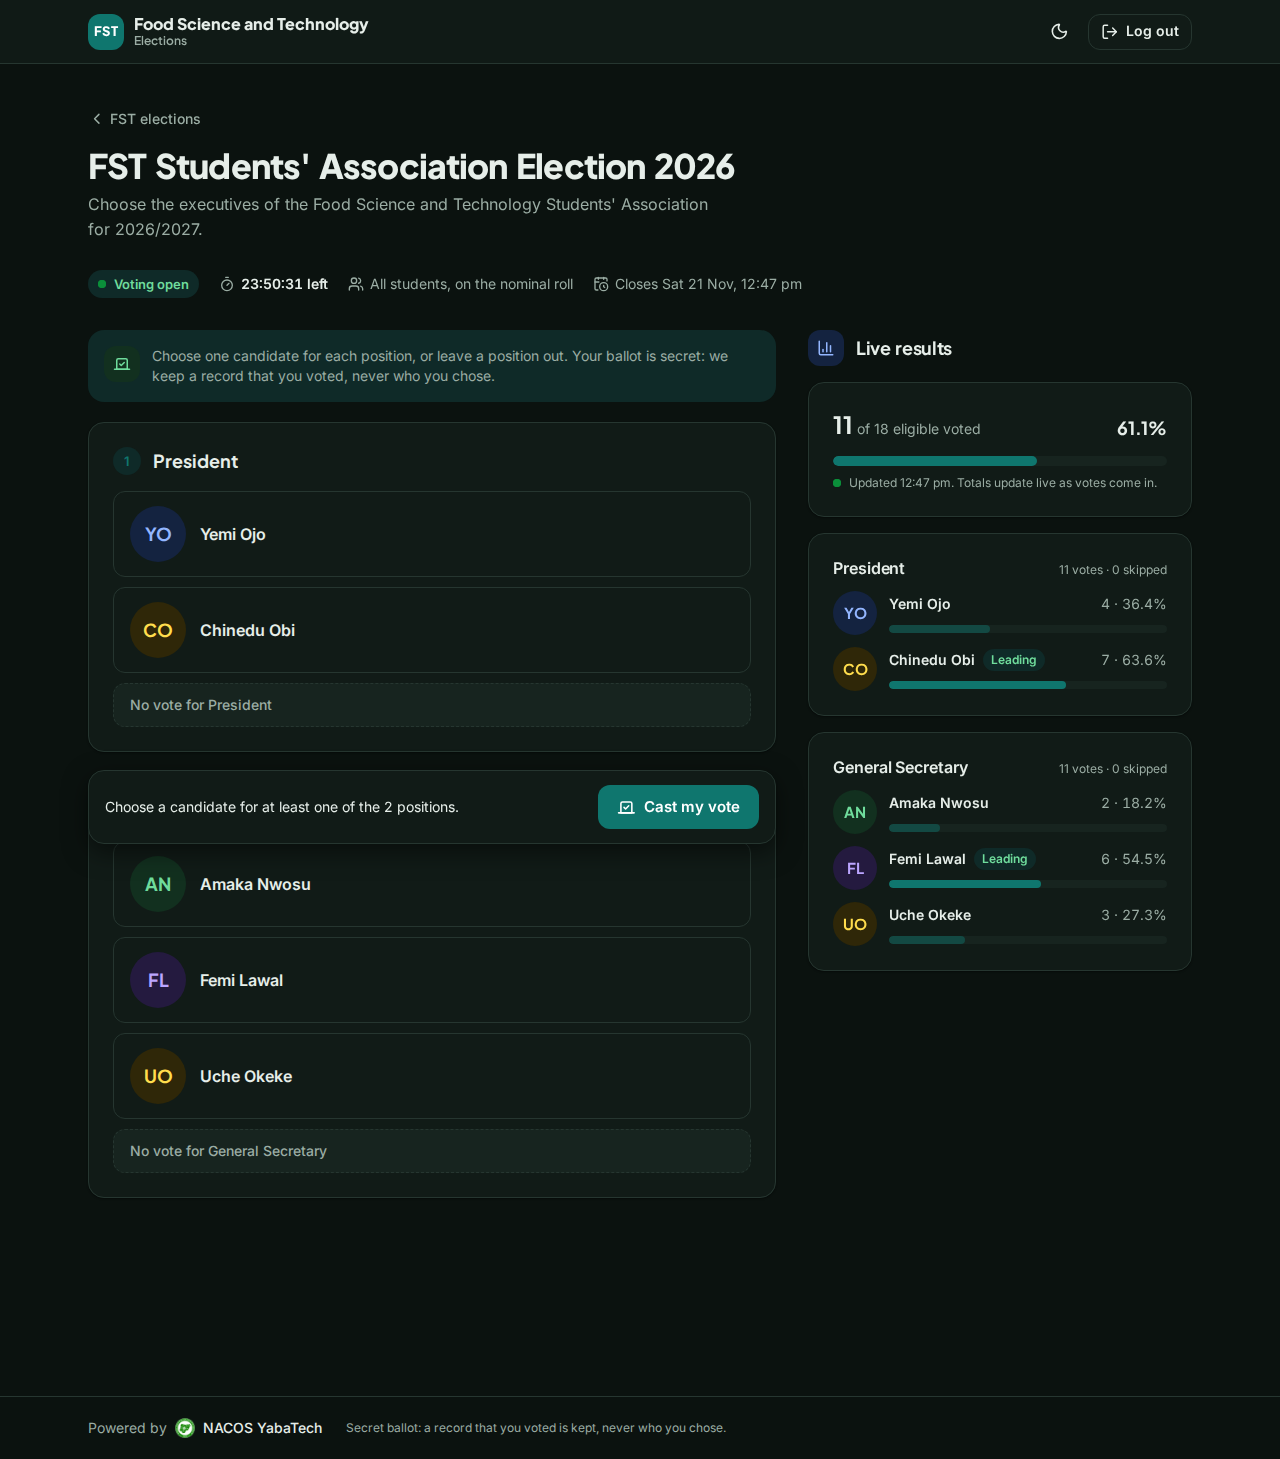 FST
Food Science and Technology
Elections
Log out
FST elections
FST Students' Association Election 2026
Choose the executives of the Food Science and Technology Students' Association
for 2026/2027.
Voting open
23:50:31 left
All students, on the nominal roll
Closes Sat 21 Nov, 12:47 pm
Choose one candidate for each position, or leave a position out. Your ballot is secret: we
keep a record that you voted, never who you chose.
1
President
YO
Yemi Ojo
CO
Chinedu Obi
No vote for President
Choose a candidate for at least one of the 2 positions.
Cast my vote
AN
Amaka Nwosu
FL
Femi Lawal
UO
Uche Okeke
No vote for General Secretary
Live results
11 of 18 eligible voted
61.1%
Updated 12:47 pm. Totals update live as votes come in.
President
11 votes · 0 skipped
YO
Yemi Ojo
4 · 36.4%
CO
Chinedu Obi
Leading
7 · 63.6%
General Secretary
11 votes · 0 skipped
AN
Amaka Nwosu
2 · 18.2%
FL
Femi Lawal
Leading
6 · 54.5%
UO
Uche Okeke
3 · 27.3%
Powered by
NACOS YabaTech
Secret ballot: a record that you voted is kept, never who you chose.